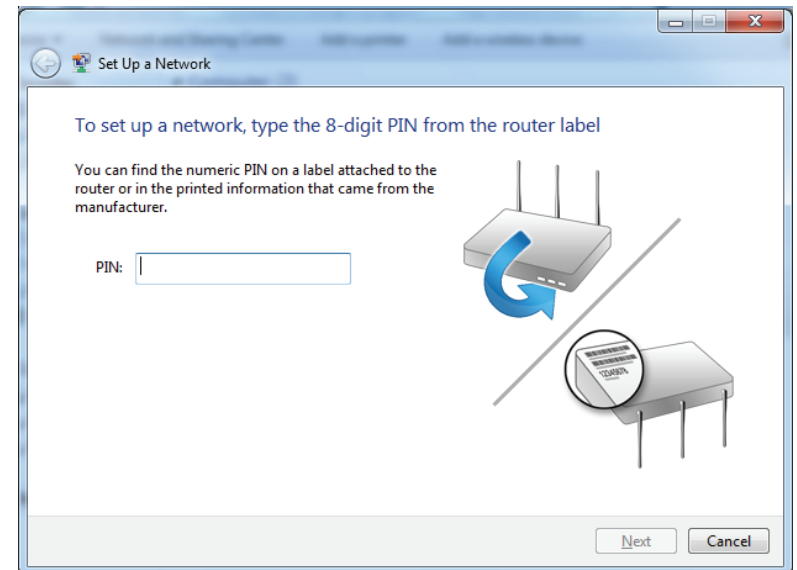 Set Up a Network
To set up a network, type the 8-digit PIN from the router label
You can find the numeric PIN on a label attached to the
router or in the printed information that came from the
manufacturer.
PIN:
12345678
Next
Cancel